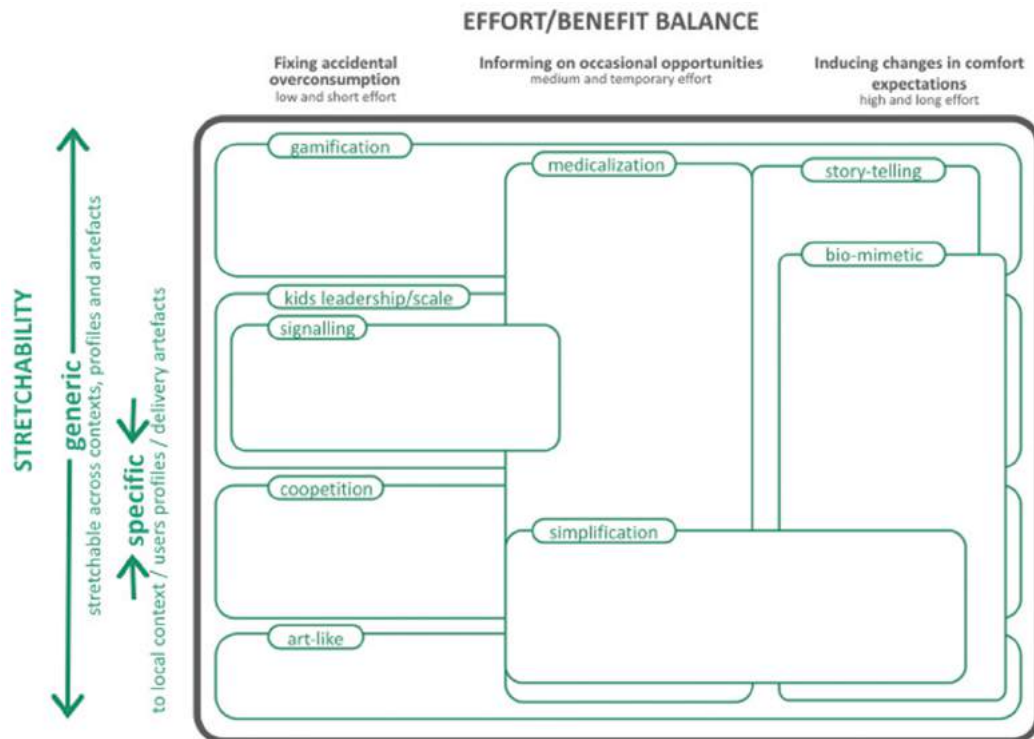 EFFORT/BENEFIT BALANCE
Fixing accidental
overconsumption
low and short effort
Informing on occasional opportunities
medium and temporary effort
Inducing changes in comfort
expectations
high and long effort
STRETCHABILITY
generic
stretchable across contexts, profiles and artefacts
specific
to local context / users profiles / delivery artefacts
gamification
medicalization
story-telling
bio-mimetic
kids leadership/scale
signalling
coopetition
simplification
art-like